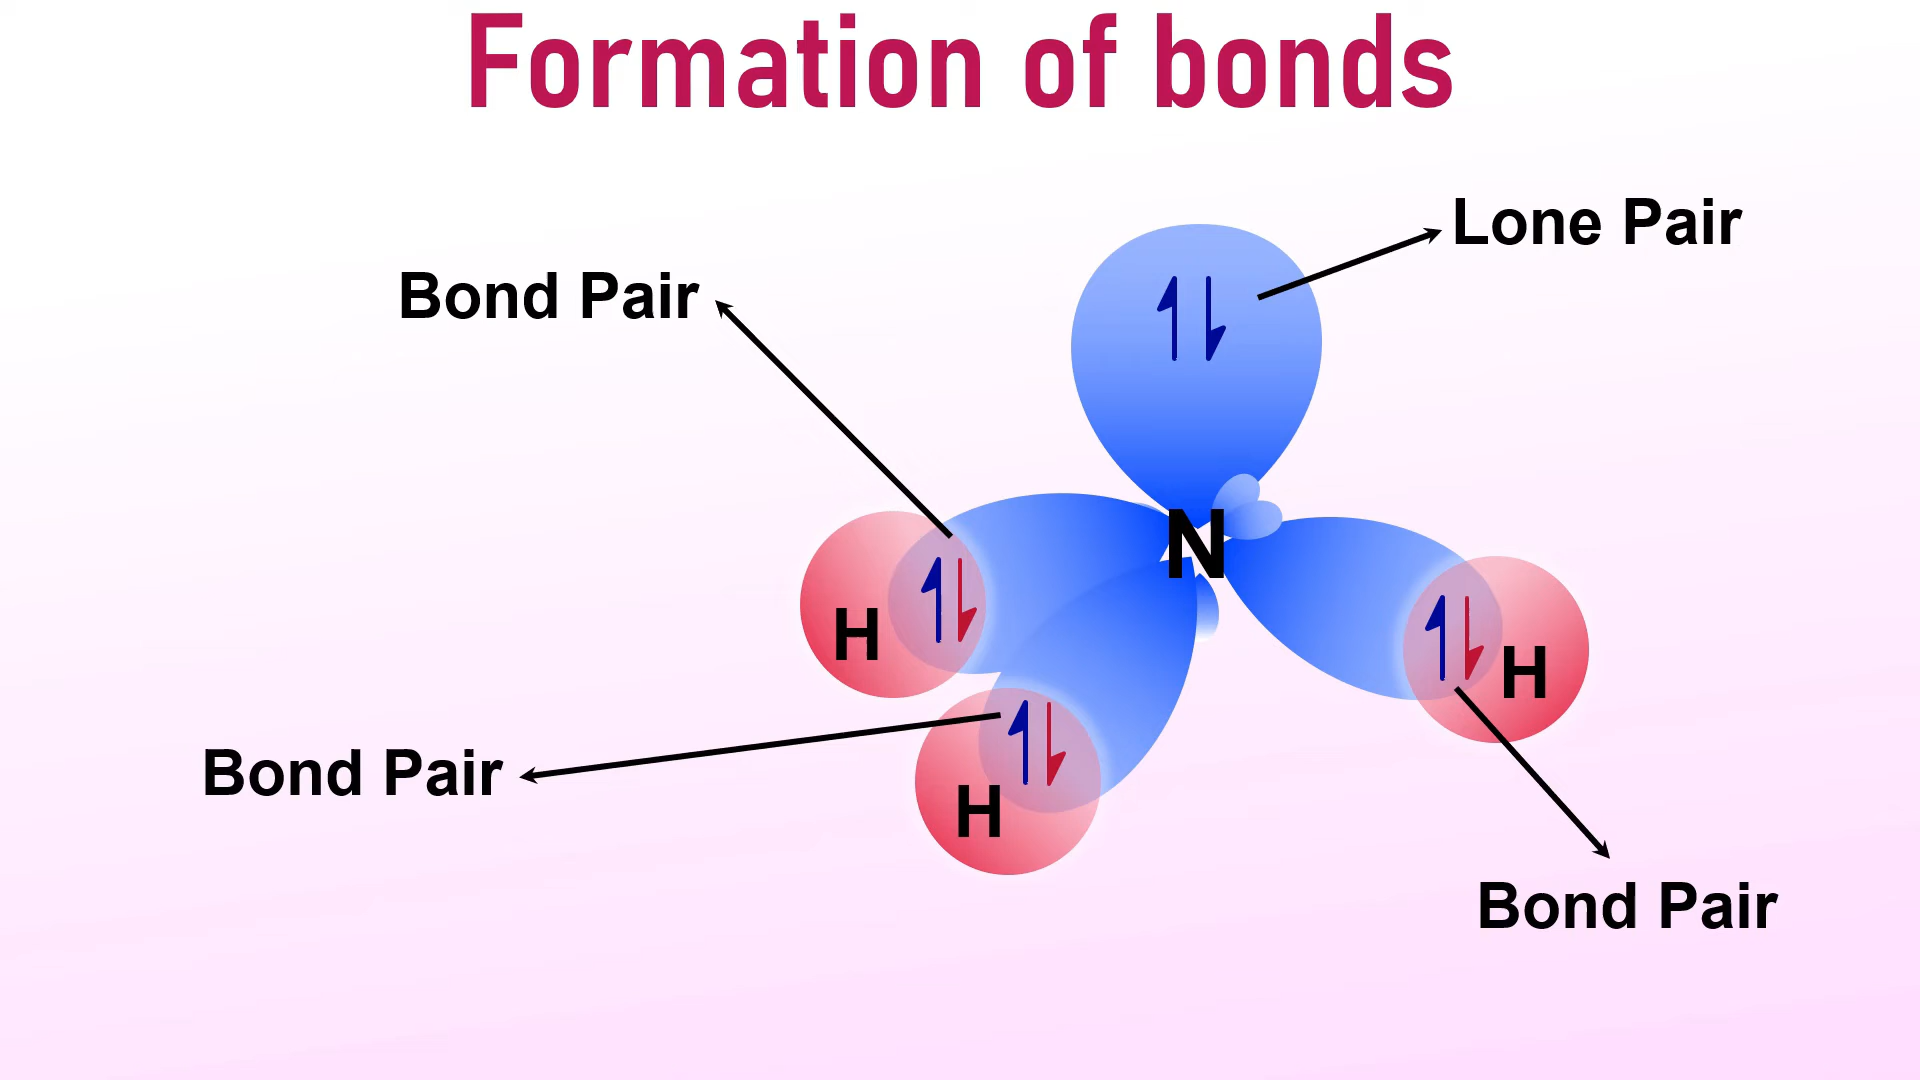 Formation of bonds
Lone Pair
Bond Pair
N
H
H
Bond Pair
H
Bond Pair